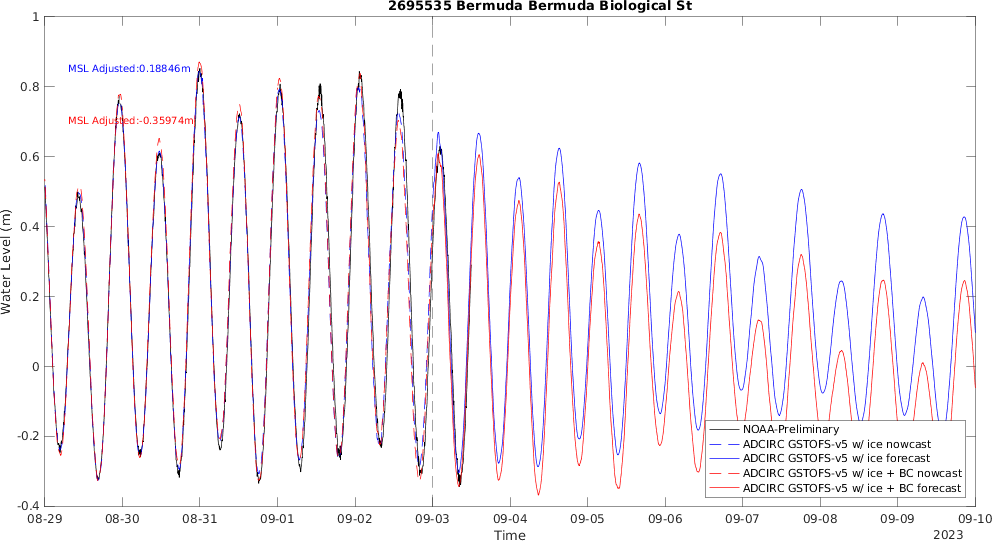 2695535 Bermuda Bermuda Biological St
1
0.8
0.6
0.4
0.2
0
-0.2
-0.4
Water Level (m)
MSL Adjusted:0.18846m
MSL Adjusted:-0.35974m
NOAA-Preliminary
ADCIRC GSTOFS-v5 w/ ice nowcast
ADCIRC GSTOFS-v5 w/ ice forecast
ADCIRC GSTOFS-v5 w/ ice + BC nowcast
ADCIRC GSTOFS-v5 w/ ice + BC forecast
08-29 08-30 08-31 09-01 09-02 09-03 09-04 09-05 09-06 09-07 09-08 09-09 09-10
Time
2023